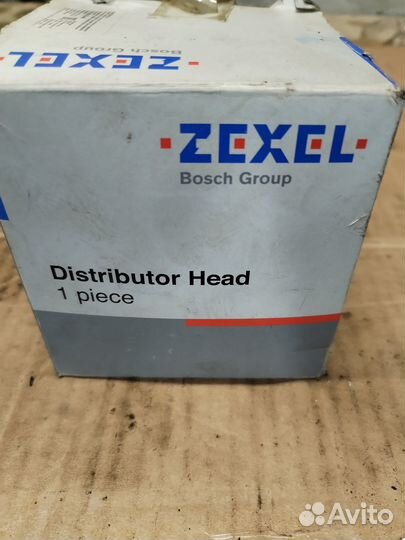 ZEXEL
Bosch Group
ZEXEL
Bosch Group
Distributor Head
1 piece
Avito